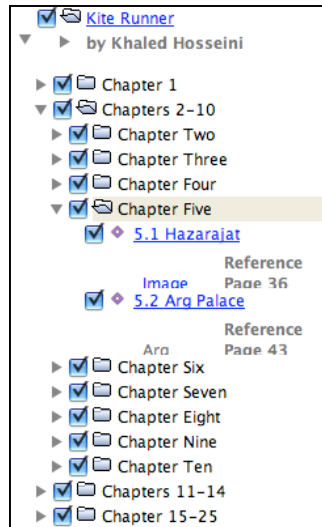 Kite Runner
by Khaled Hosseini
Chapter 1
Chapters 2-10
Chapter Two
Chapter Three
Chapter Four
Chapter Five
5.1 Hazarajat
Reference
Image Page 36
5.2 Arg Palace
Reference
Arg Page 43
Chapter Six
Chapter Seven
Chapter Eight
Chapter Nine
Chapter Ten
Chapters 11-14
Chapter 15-25